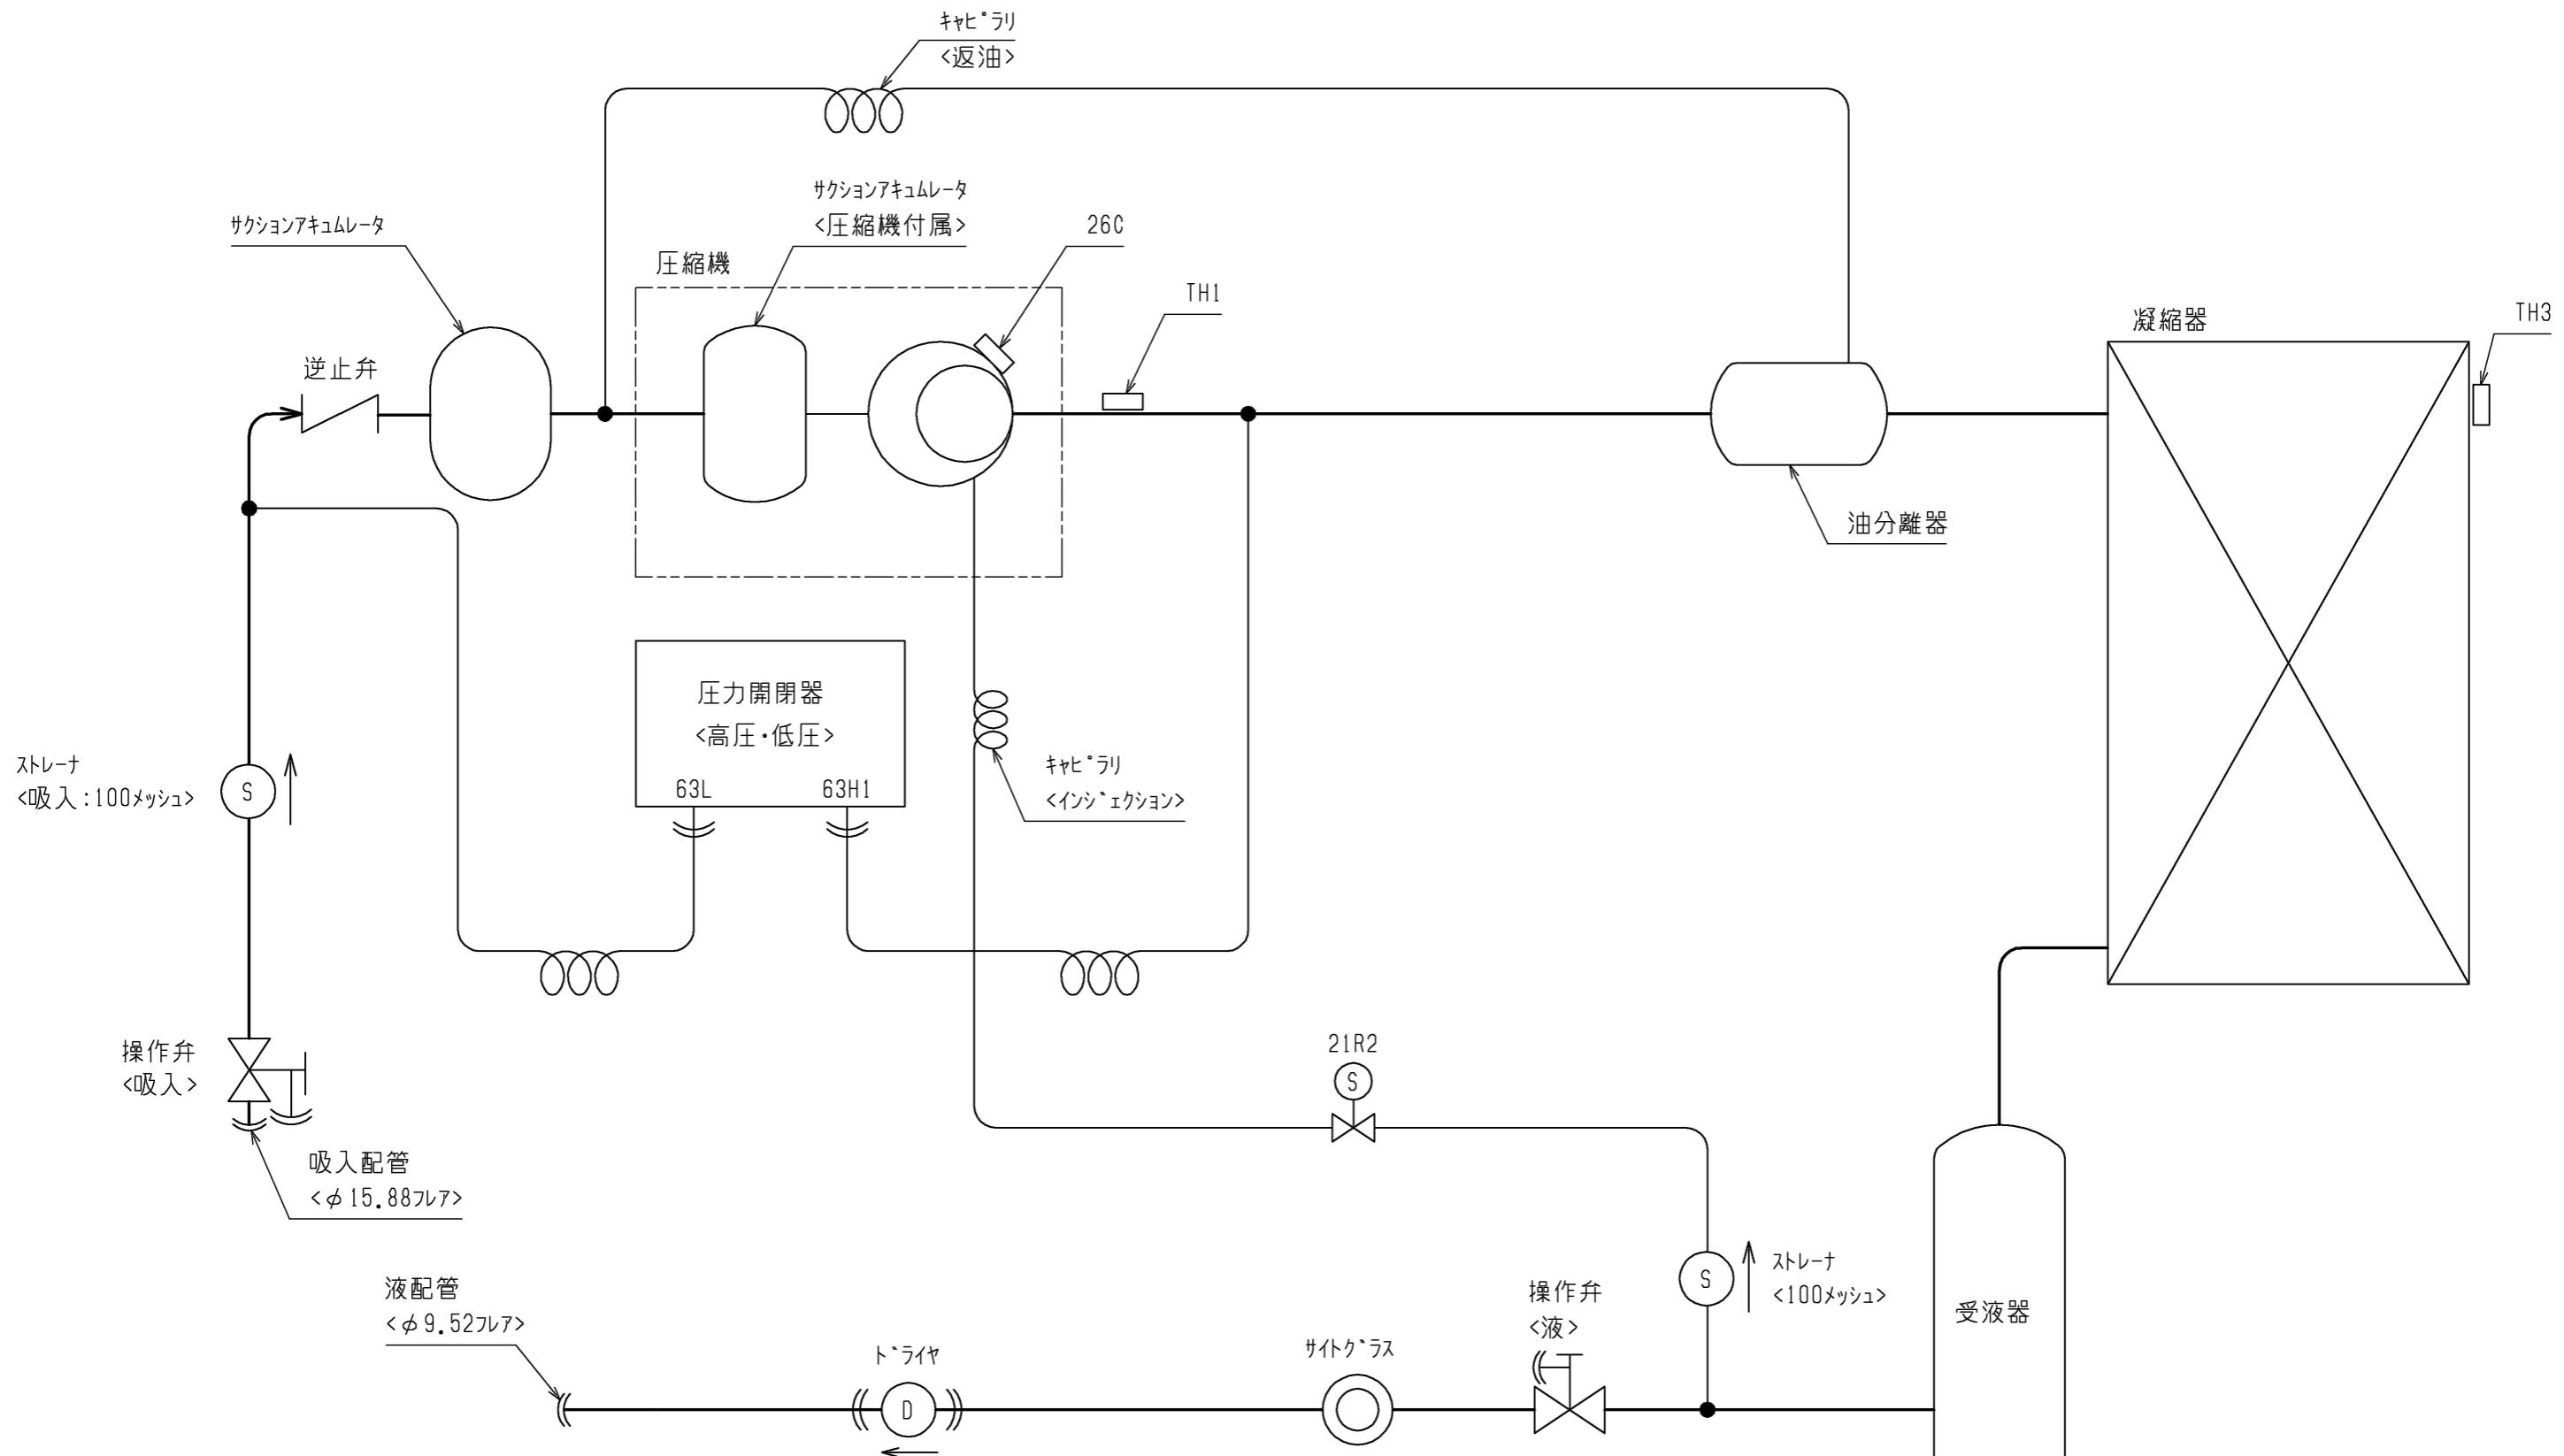 キャピラリ
<返油>
サクションアキュムレータ
<圧縮機付属>
26C
サクションアキュムレータ
圧縮機
TH1
凝縮器
TH3
逆止弁
油分離器
圧力開閉器
<高圧・低圧>
63L
63H1
ストレーナ
<吸入:100メッシュ>
S
キャピラリ
<インジェクション>
操作弁
<吸入>
21R2
S
吸入配管
<φ15.88フレア>
液配管
<φ9.52フレア>
ドライヤ
D
サイトグラス
操作弁
<液>
S
ストレーナ
<100メッシュ>
受液器